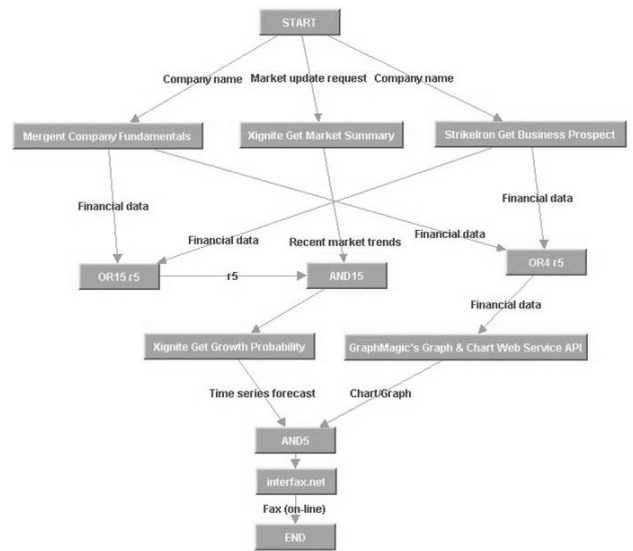 START
Company name
Market update request
Company name
Mergent Company Fundamentals
Xignite Get Market Summary
StrikeIron Get Business Prospect
Financial data
Financial data
Financial data
Recent market trends
Financial data
OR15 r5
r5
AND15
OR4 r5
Financial data
Xignite Get Growth Probability
GraphMagic's Graph & Chart Web Service API
Time series forecast
Chart/Graph
AND5
interfax.net
Fax (on-line)
END